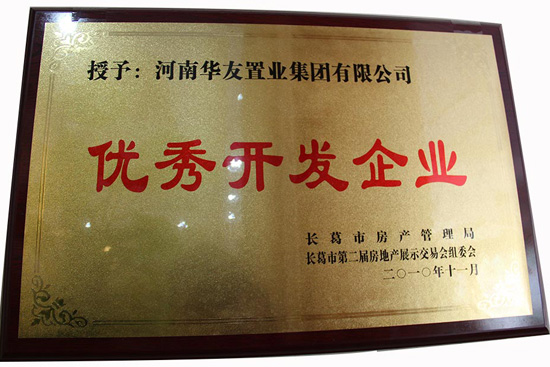 授予：河南华友置业集团有限公司
优秀开发企业
长葛市房产管理局
长葛市第二届房地产展示交易会组委会
二〇一〇年十一月